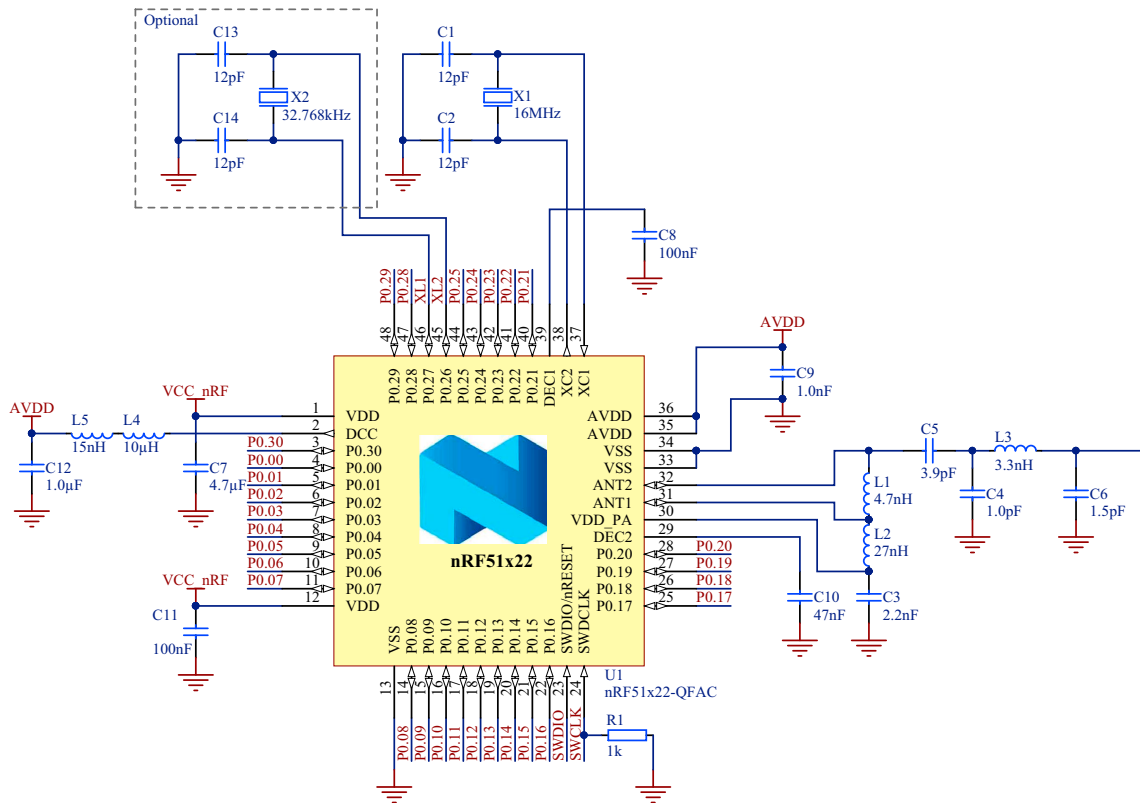 Optional
C13
12pF
X2
32.768kHz
C14
12pF
C1
12pF
X1
16MHz
C2
12pF
C8
100nF
P0.29
P0.28
XL1
XL2
P0.25
P0.24
P0.23
P0.22
P0.21
48
47
46
45
44
43
42
41
40
39
38
37
P0.29
P0.28
P0.27
P0.26
P0.25
P0.24
P0.23
P0.22
P0.21
DEC1
XC2
XC1
AVDD
C9
1.0nF
AVDD
L5
15nH
L4
10µH
VCC_nRF
C12
1.0µF
C7
4.7µF
1 VDD
2 DCC
P0.30 3 P0.30
P0.00 4 P0.00
P0.01 5 P0.01
P0.02 6 P0.02
P0.03 7 P0.03
P0.04 8 P0.04
P0.05 9 P0.05
P0.06 10 P0.06
P0.07 11 P0.07
12 VDD
VCC_nRF
C11
100nF
nRF51x22
AVDD 36
AVDD 35
VSS 34
VSS 33
ANT2 32
ANT1 31
VDD_PA 30
DEC2 29
P0.20 28 P0.20
P0.19 27 P0.19
P0.18 26 P0.18
P0.17 25 P0.17
C5
3.9pF
L3
3.3nH
L1
4.7nH
C4
1.0pF
C6
1.5pF
L2
27nH
C10
47nF
C3
2.2nF
VSS
P0.08
P0.09
P0.10
P0.11
P0.12
P0.13
P0.14
P0.15
P0.16
SWDIO/nRESET
SWDCLK
13
14
15
16
17
18
19
20
21
22
23
24
P0.08
P0.09
P0.10
P0.11
P0.12
P0.13
P0.14
P0.15
P0.16
SWDIO
SWCLK
U1
nRF51x22-QFAC
R1
1k